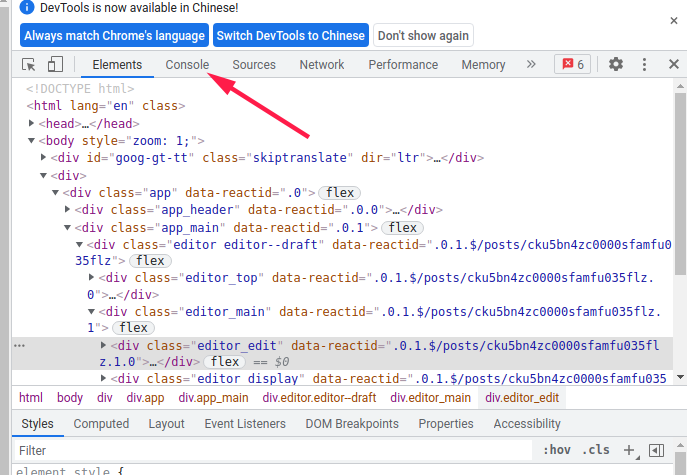 DevTools is now available in Chinese!
Always match Chrome's language Switch DevTools to Chinese Don't show again
Elements Console Sources Network Performance Memory » 6
<!DOCTYPE html>
<html lang="en" class>
<head>…</head>
<body style="zoom: 1;">
<div id="goog-gt-tt" class="skiptranslate" dir="ltr">…</div>
<div>
<div class="app" data-reactid=".0"> flex
<div class="app_header" data-reactid=".0.0">…</div>
<div class="app_main" data-reactid=".0.1"> flex
<div class="editor editor--draft" data-reactid=".0.1.$/posts/cku5bn4zc0000sfamfu
035flz"> flex
<div class="editor_top" data-reactid=".0.1.$/posts/cku5bn4zc0000sfamfu035flz.
0">…</div>
<div class="editor_main" data-reactid=".0.1.$/posts/cku5bn4zc0000sfamfu035flz.
1"> flex
<div class="editor_edit" data-reactid=".0.1.$/posts/cku5bn4zc0000sfamfu035fl
z.1.0">…</div> flex == $0
<div class="editor display" data-reactid=".0.1.$/posts/cku5bn4zc0000sfamfu035
html body div div.app div.app_main div.editor.editor--draft div.editor_main div.editor_edit
Styles Computed Layout Event Listeners DOM Breakpoints Properties Accessibility
Filter :hov .cls +
element.style {